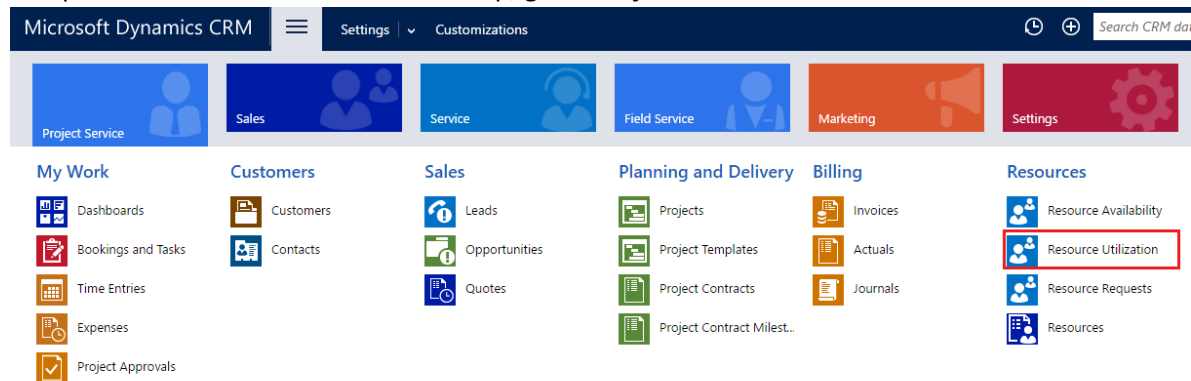 Microsoft Dynamics CRM Settings Customizations Search CRM dat
Project Service Sales Service Field Service Marketing Settings
My Work Customers Sales Planning and Delivery Billing Resources
Dashboards Customers Leads Projects Invoices Resource Availability
Bookings and Tasks Contacts Opportunities Project Templates Actuals Resource Utilization
Time Entries Quotes Project Contracts Journals Resource Requests
Expenses Project Contract Milest... Resources
Project Approvals